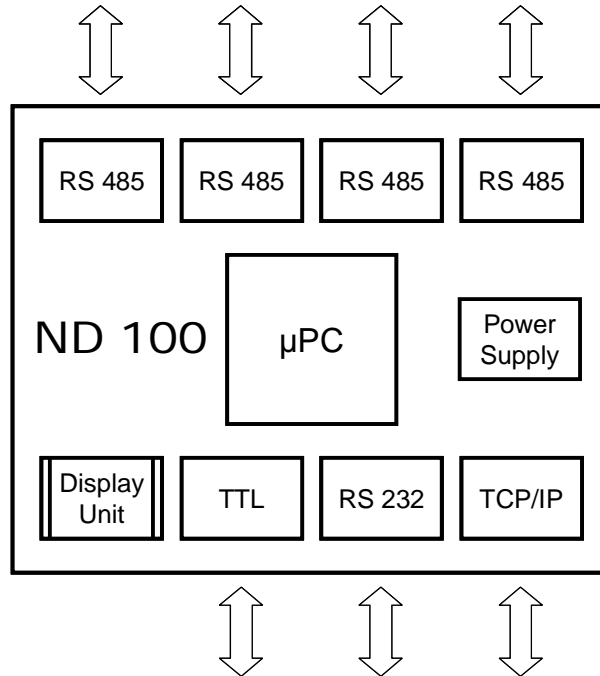 RS 485
RS 485
RS 485
RS 485
ND 100
µPC
Power
Supply
Display
Unit
TTL
RS 232
TCP/IP